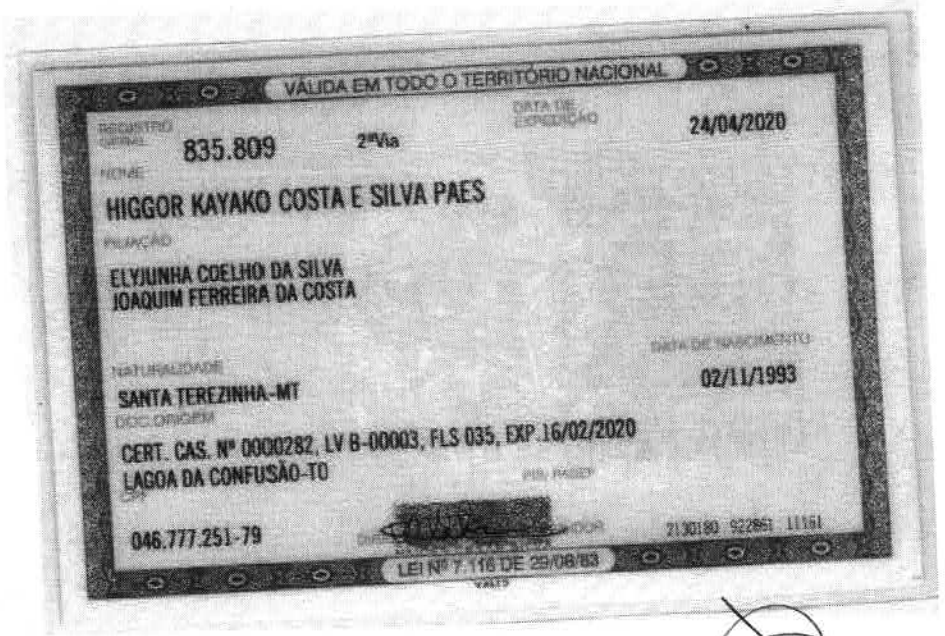 VÁLIDA EM TODO O TERRITÓRIO NACIONAL
REGISTRO GERAL 835.809 2ªVia DATA DE EXPEDIÇÃO 24/04/2020
NOME
HIGGOR KAYAKO COSTA E SILVA PAES
FILIAÇÃO
ELYJUNHA COELHO DA SILVA
JOAQUIM FERREIRA DA COSTA
NATURALIDADE DATA DE NASCIMENTO
SANTA TEREZINHA-MT 02/11/1993
DOC.ORIGEM
CERT. CAS. Nº 0000282, LV B-00003, FLS 035, EXP.16/02/2020
LAGOA DA CONFUSÃO-TO
CPF PIS/ PASEP
046.777.251-79 2130180 922861 11161
LEI Nº 7.116 DE 29/08/83